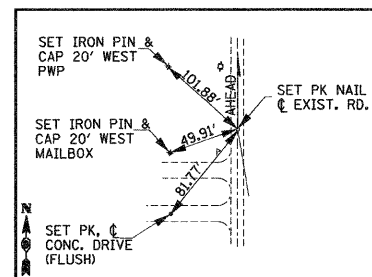 SET IRON PIN &
CAP 20' WEST
PWP
101.88'
AHEAD
SET PK NAIL
℄ EXIST. RD.
SET IRON PIN &
CAP 20' WEST
MAILBOX
49.91'
81.77'
P
N
SET PK, ℄
CONC. DRIVE
(FLUSH)